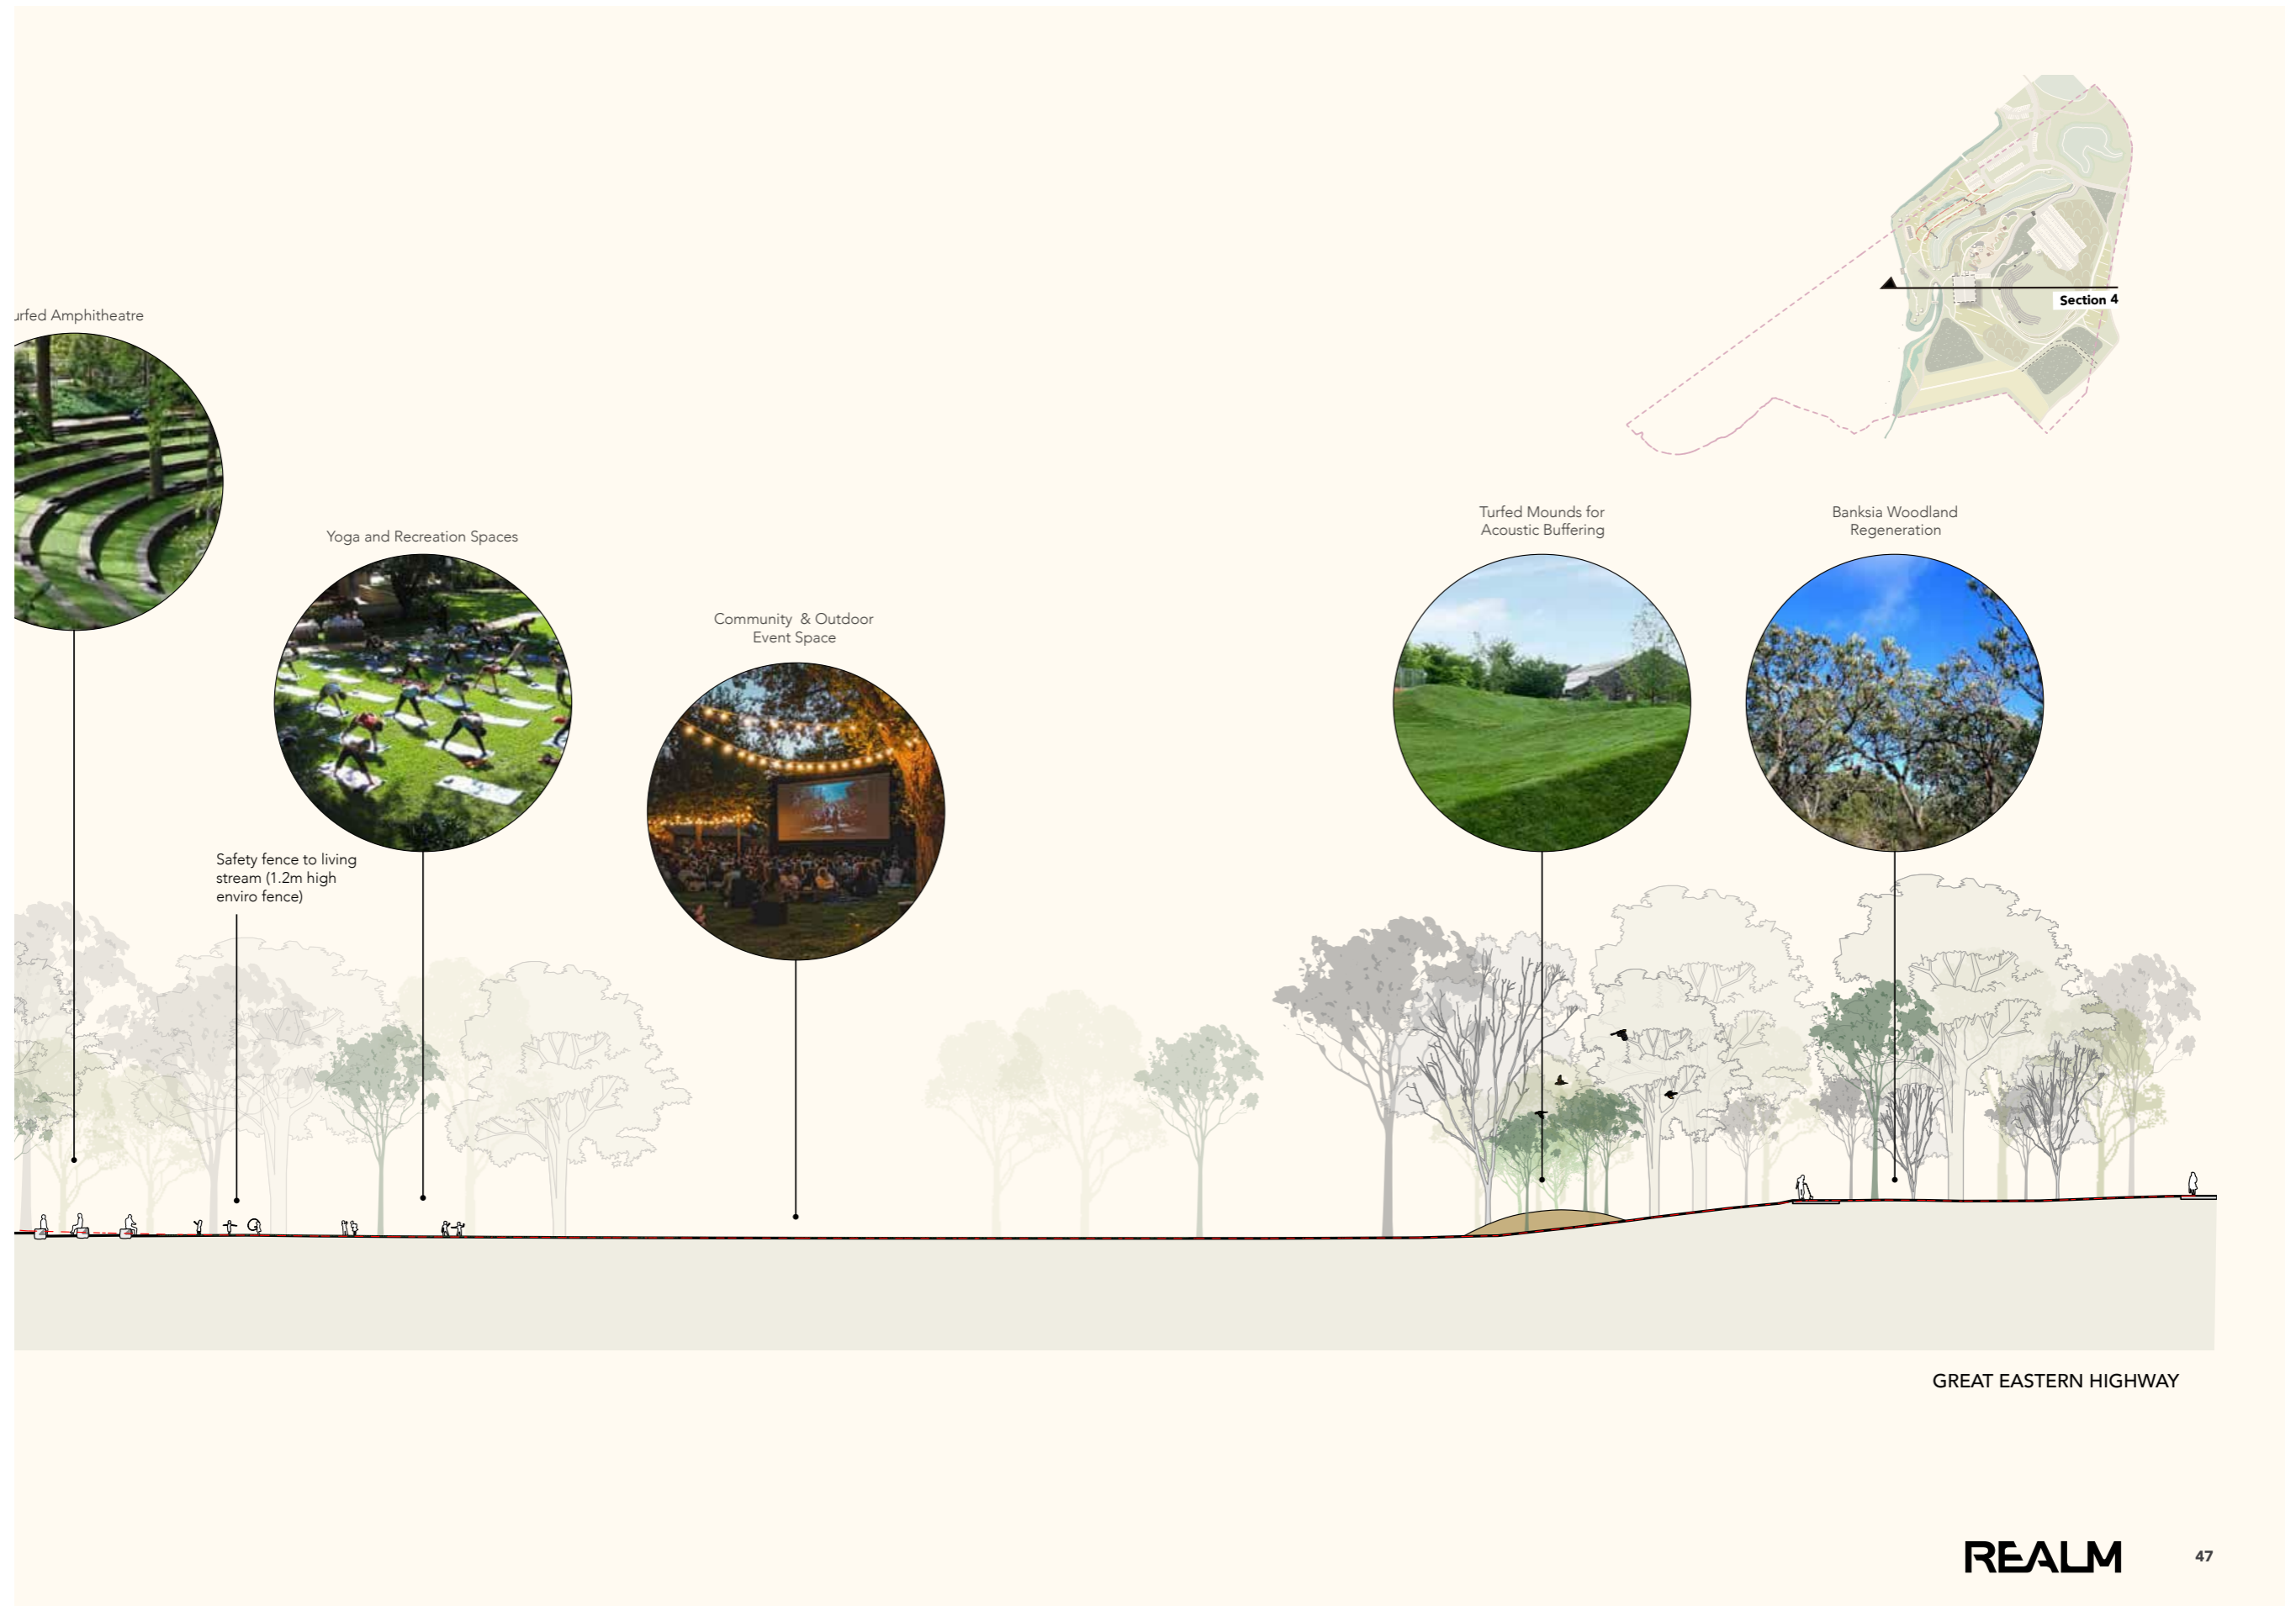 Section 4
urfed Amphitheatre
Yoga and Recreation Spaces
Community & Outdoor
Event Space
Turfed Mounds for
Acoustic Buffering
Banksia Woodland
Regeneration
Safety fence to living
stream (1.2m high
enviro fence)
GREAT EASTERN HIGHWAY
REALM
47